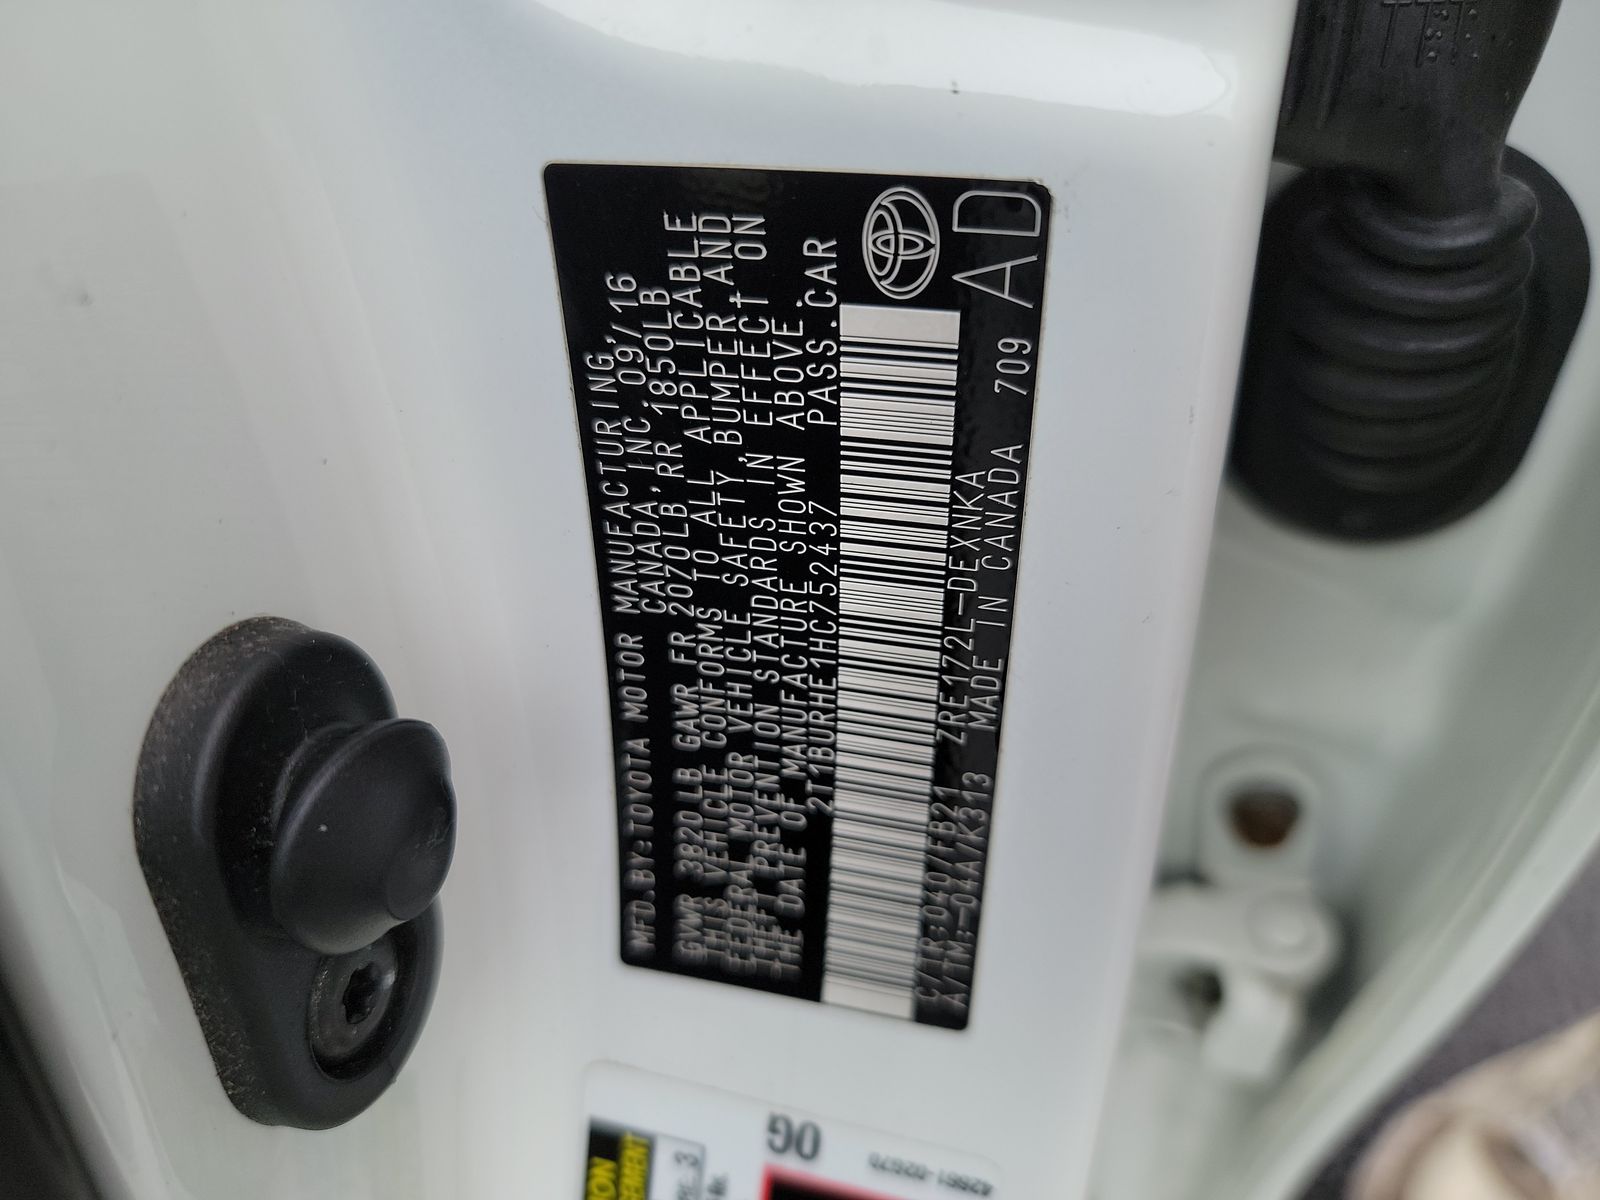 MFD.BY:TOYOTA MOTOR MANUFACTURING
CANADA, INC. 09/16
GVWR 3820LB GAWR FR 2070LB, RR 1850LB
THIS VEHICLE CONFORMS TO ALL APPLICABLE
FEDERAL MOTOR VEHICLE SAFETY, BUMPER, AND
THEFT PREVENTION STANDARDS IN EFFECT ON
THE DATE OF MANUFACTURE SHOWN ABOVE.
2T1BURHE1HC752437 PASS.CAR
C/TR:040/FB21 ZRE172L-DEXNKA
A/TM:-04A/K313 MADE IN CANADA 709
AD
OG
3